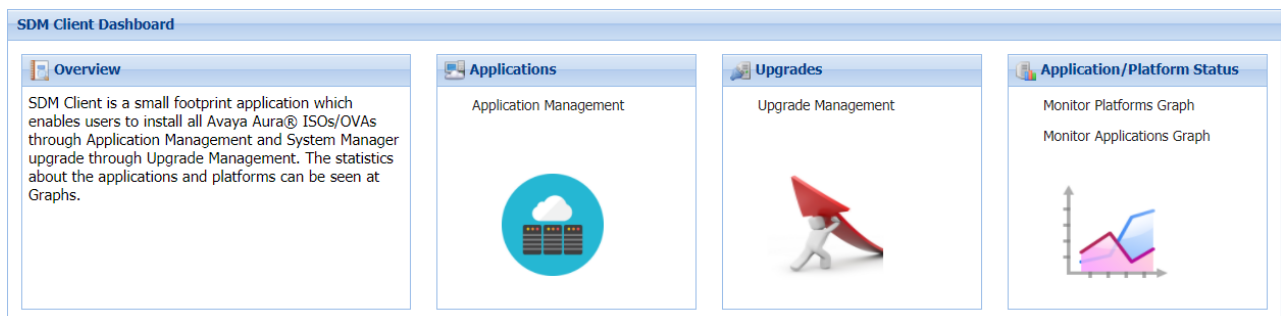 SDM Client Dashboard
Overview
SDM Client is a small footprint application which
enables users to install all Avaya Aura® ISOs/OVAs
through Application Management and System Manager
upgrade through Upgrade Management. The statistics
about the applications and platforms can be seen at
Graphs.
Applications
Application Management
Upgrades
Upgrade Management
Application/Platform Status
Monitor Platforms Graph
Monitor Applications Graph